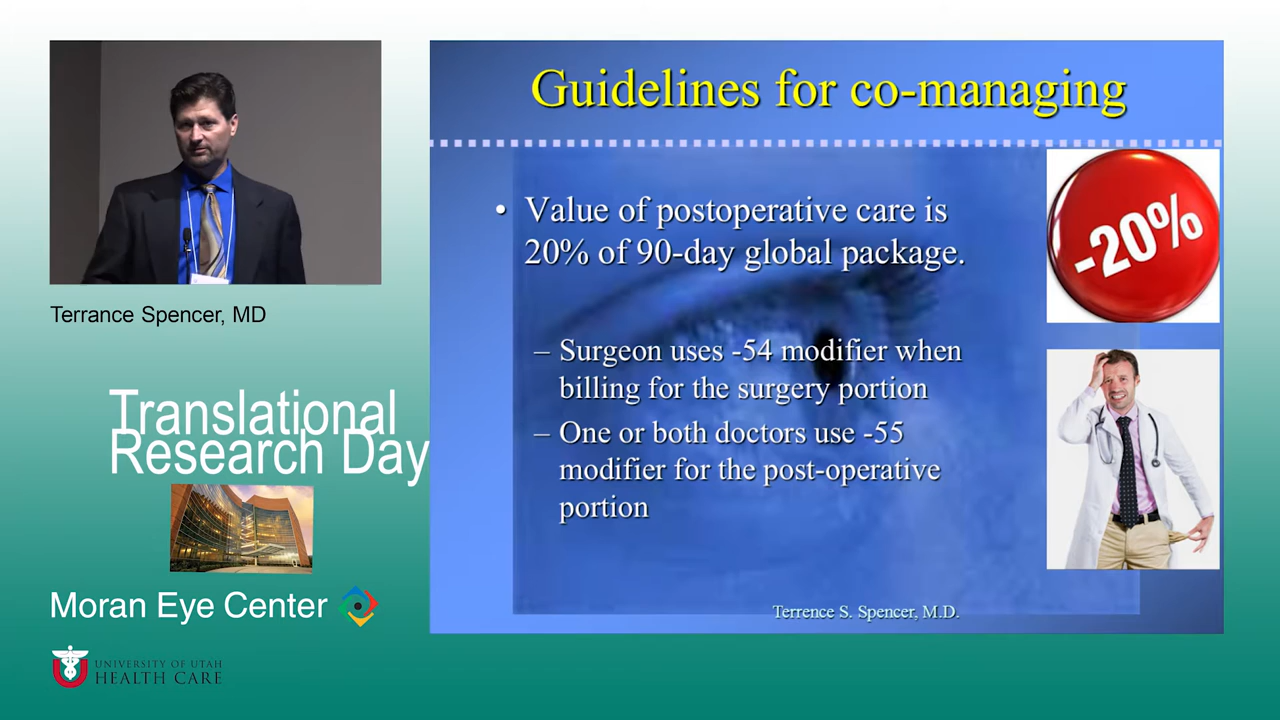 Terrance Spencer, MD
Translational
Research Day
Moran Eye Center
UNIVERSITY OF UTAH
HEALTH CARE
Guidelines for co-managing
• Value of postoperative care is
20% of 90-day global package.
– Surgeon uses -54 modifier when
billing for the surgery portion
– One or both doctors use -55
modifier for the post-operative
portion
-20%
Terrence S. Spencer, M.D.